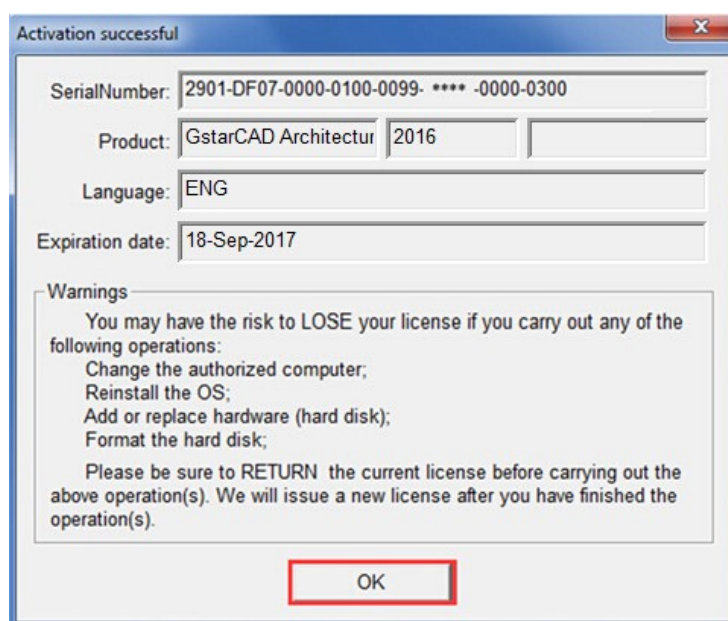 Activation successful
SerialNumber: 2901-DF07-0000-0100-0099- **** -0000-0300
Product: GstarCAD Architectur 2016
Language: ENG
Expiration date: 18-Sep-2017
Warnings
You may have the risk to LOSE your license if you carry out any of the
following operations:
Change the authorized computer;
Reinstall the OS;
Add or replace hardware (hard disk);
Format the hard disk;
Please be sure to RETURN the current license before carrying out the
above operation(s). We will issue a new license after you have finished the
operation(s).
OK